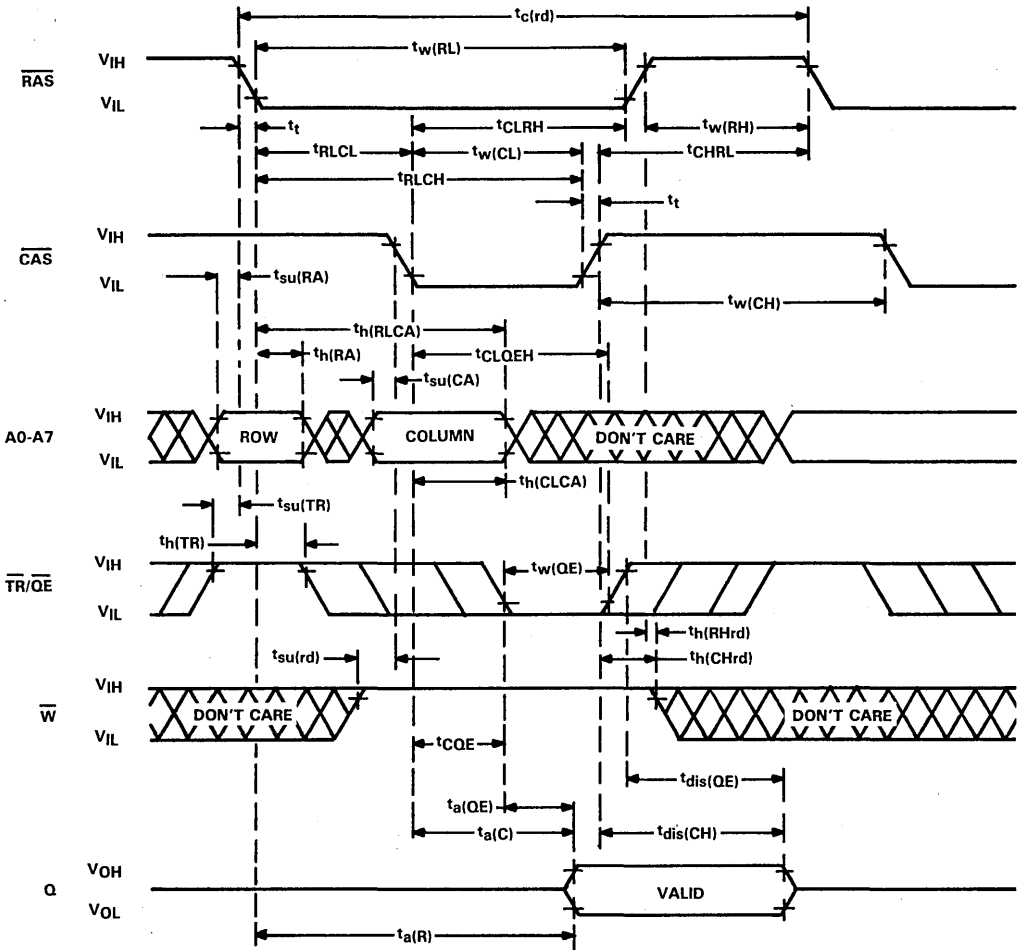 tc(rd)
tw(RL)
VIH
RAS
VIL
tt
tCLRH
tw(RH)
tRLCL
tw(CL)
tCHRL
tRLCH
tt
VIH
CAS
VIL
tsu(RA)
tw(CH)
th(RLCA)
th(RA)
tCLQEH
tsu(CA)
VIH
A0-A7
ROW
COLUMN
DON'T CARE
VIL
th(CLCA)
tsu(TR)
th(TR)
VIH
TR/QE
tw(QE)
VIL
th(RHrd)
tsu(rd)
th(CHrd)
VIH
W
DON'T CARE
DON'T CARE
VIL
tCQE
tdis(QE)
ta(QE)
ta(C)
tdis(CH)
VOH
Q
VALID
VOL
ta(R)